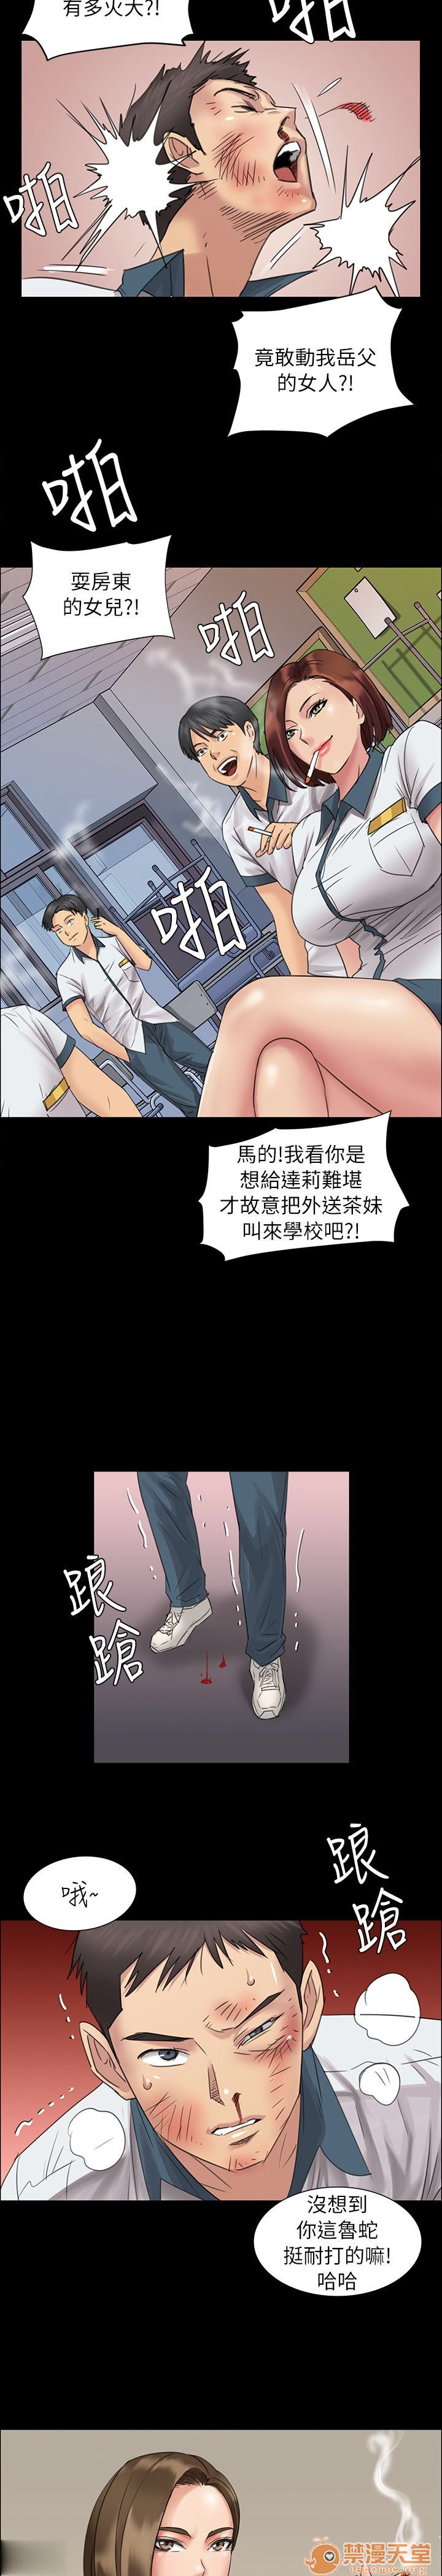 有多火大?!
啪
啪
竟敢動我岳父
的女人?!
啪
耍房東
的女兒?!
啪
啪
馬的!我看你是
想給達莉難堪
才故意把外送茶妹
叫來學校吧?!
踉
蹌
踉
蹌
哦~
沒想到
你這魯蛇
挺耐打的嘛!
哈哈
禁漫天堂
18comic.org